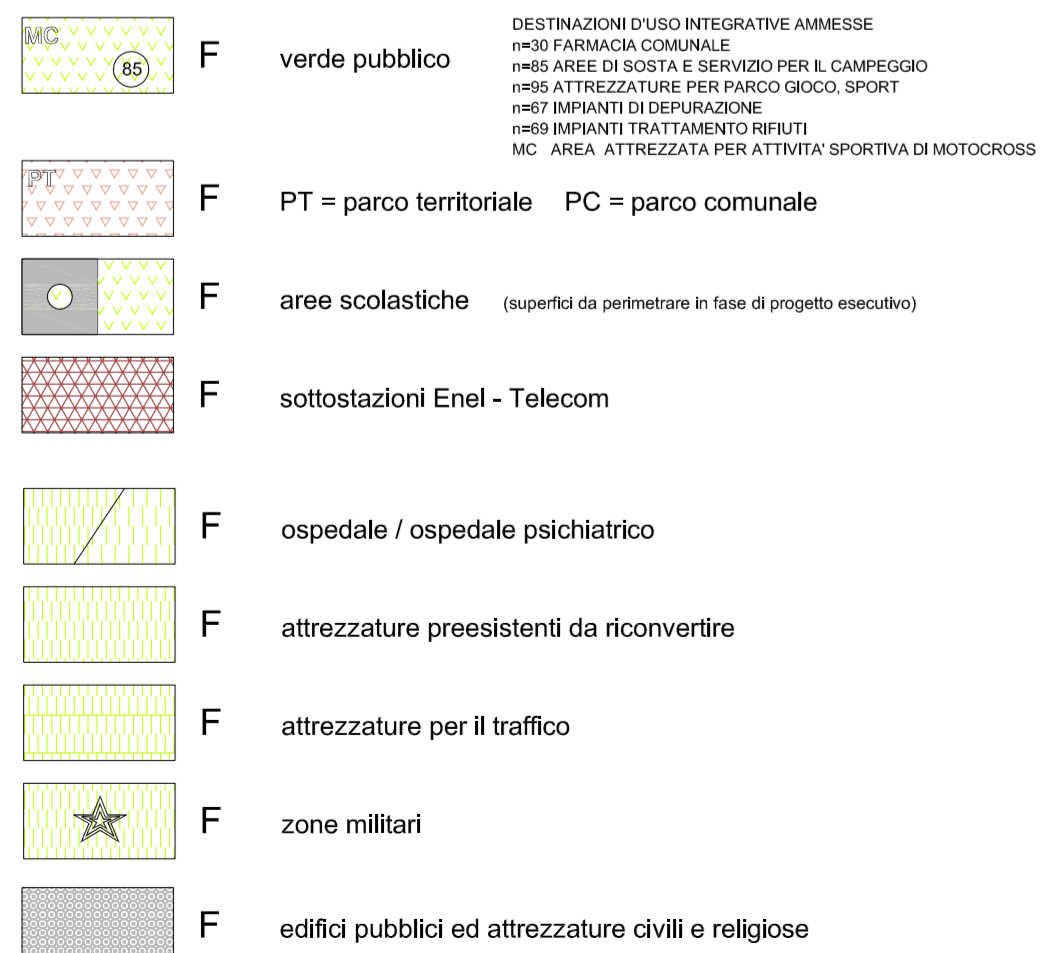 MC
85
F verde pubblico
DESTINAZIONI D'USO INTEGRATIVE AMMESSE
n=30 FARMACIA COMUNALE
n=85 AREE DI SOSTA E SERVIZIO PER IL CAMPEGGIO
n=95 ATTREZZATURE PER PARCO GIOCO, SPORT
n=67 IMPIANTI DI DEPURAZIONE
n=69 IMPIANTI TRATTAMENTO RIFIUTI
MC AREA ATTREZZATA PER ATTIVITA' SPORTIVA DI MOTOCROSS
PT
F PT = parco territoriale PC = parco comunale
F aree scolastiche (superfici da perimetrare in fase di progetto esecutivo)
F sottostazioni Enel - Telecom
F ospedale / ospedale psichiatrico
F attrezzature preesistenti da riconvertire
F attrezzature per il traffico
F zone militari
F edifici pubblici ed attrezzature civili e religiose